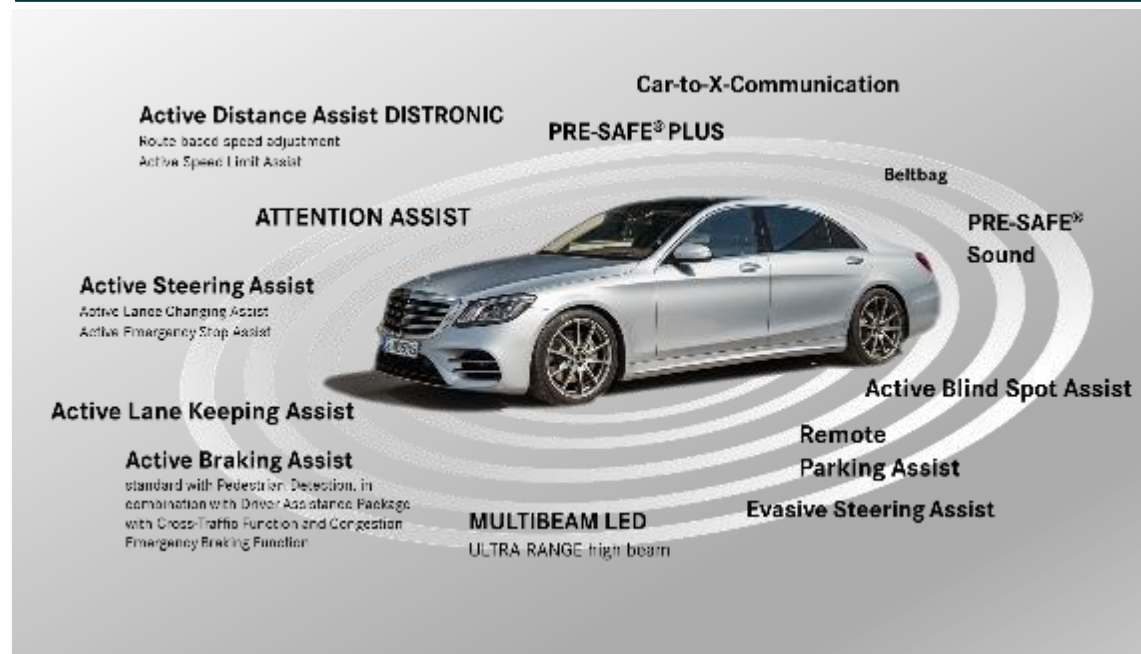 Car-to-X-Communication
Active Distance Assist DISTRONIC
Route-based speed adjustment
Active Speed Limit Assist
PRE-SAFE® PLUS
Beltbag
ATTENTION ASSIST
PRE-SAFE®
Sound
Active Steering Assist
Active Lane Changing Assist
Active Emergency Stop Assist
Active Blind Spot Assist
Active Lane Keeping Assist
Remote
Parking Assist
Active Braking Assist
standard with Pedestrian Detection, in
combination with Driver Assistance Package
with Cross-Traffic Function and Congestion
Emergency Braking Function
Evasive Steering Assist
MULTIBEAM LED
ULTRA RANGE high beam